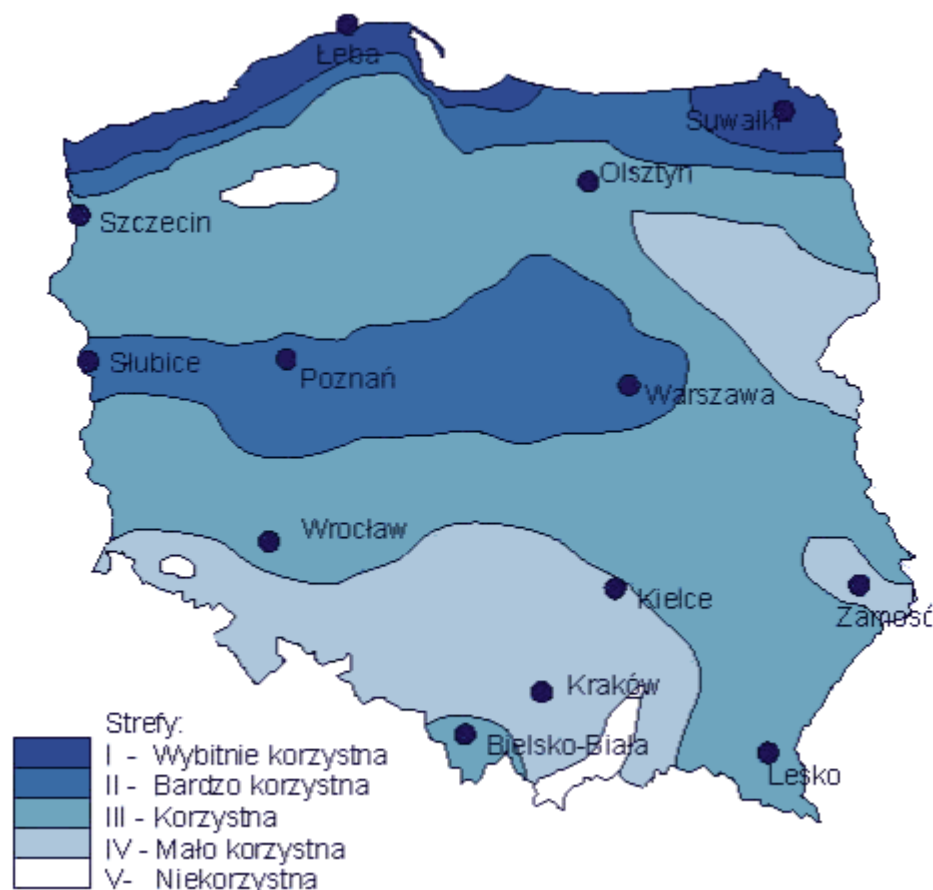 Łeba
Suwałki
Olsztyn
Szczecin
Słubice
Poznań
Warszawa
Wrocław
Kielce
Zamość
Kraków
Bielsko-Biała
Lesko
Strefy:
I - Wybitnie korzystna
II - Bardzo korzystna
III - Korzystna
IV - Mało korzystna
V- Niekorzystna